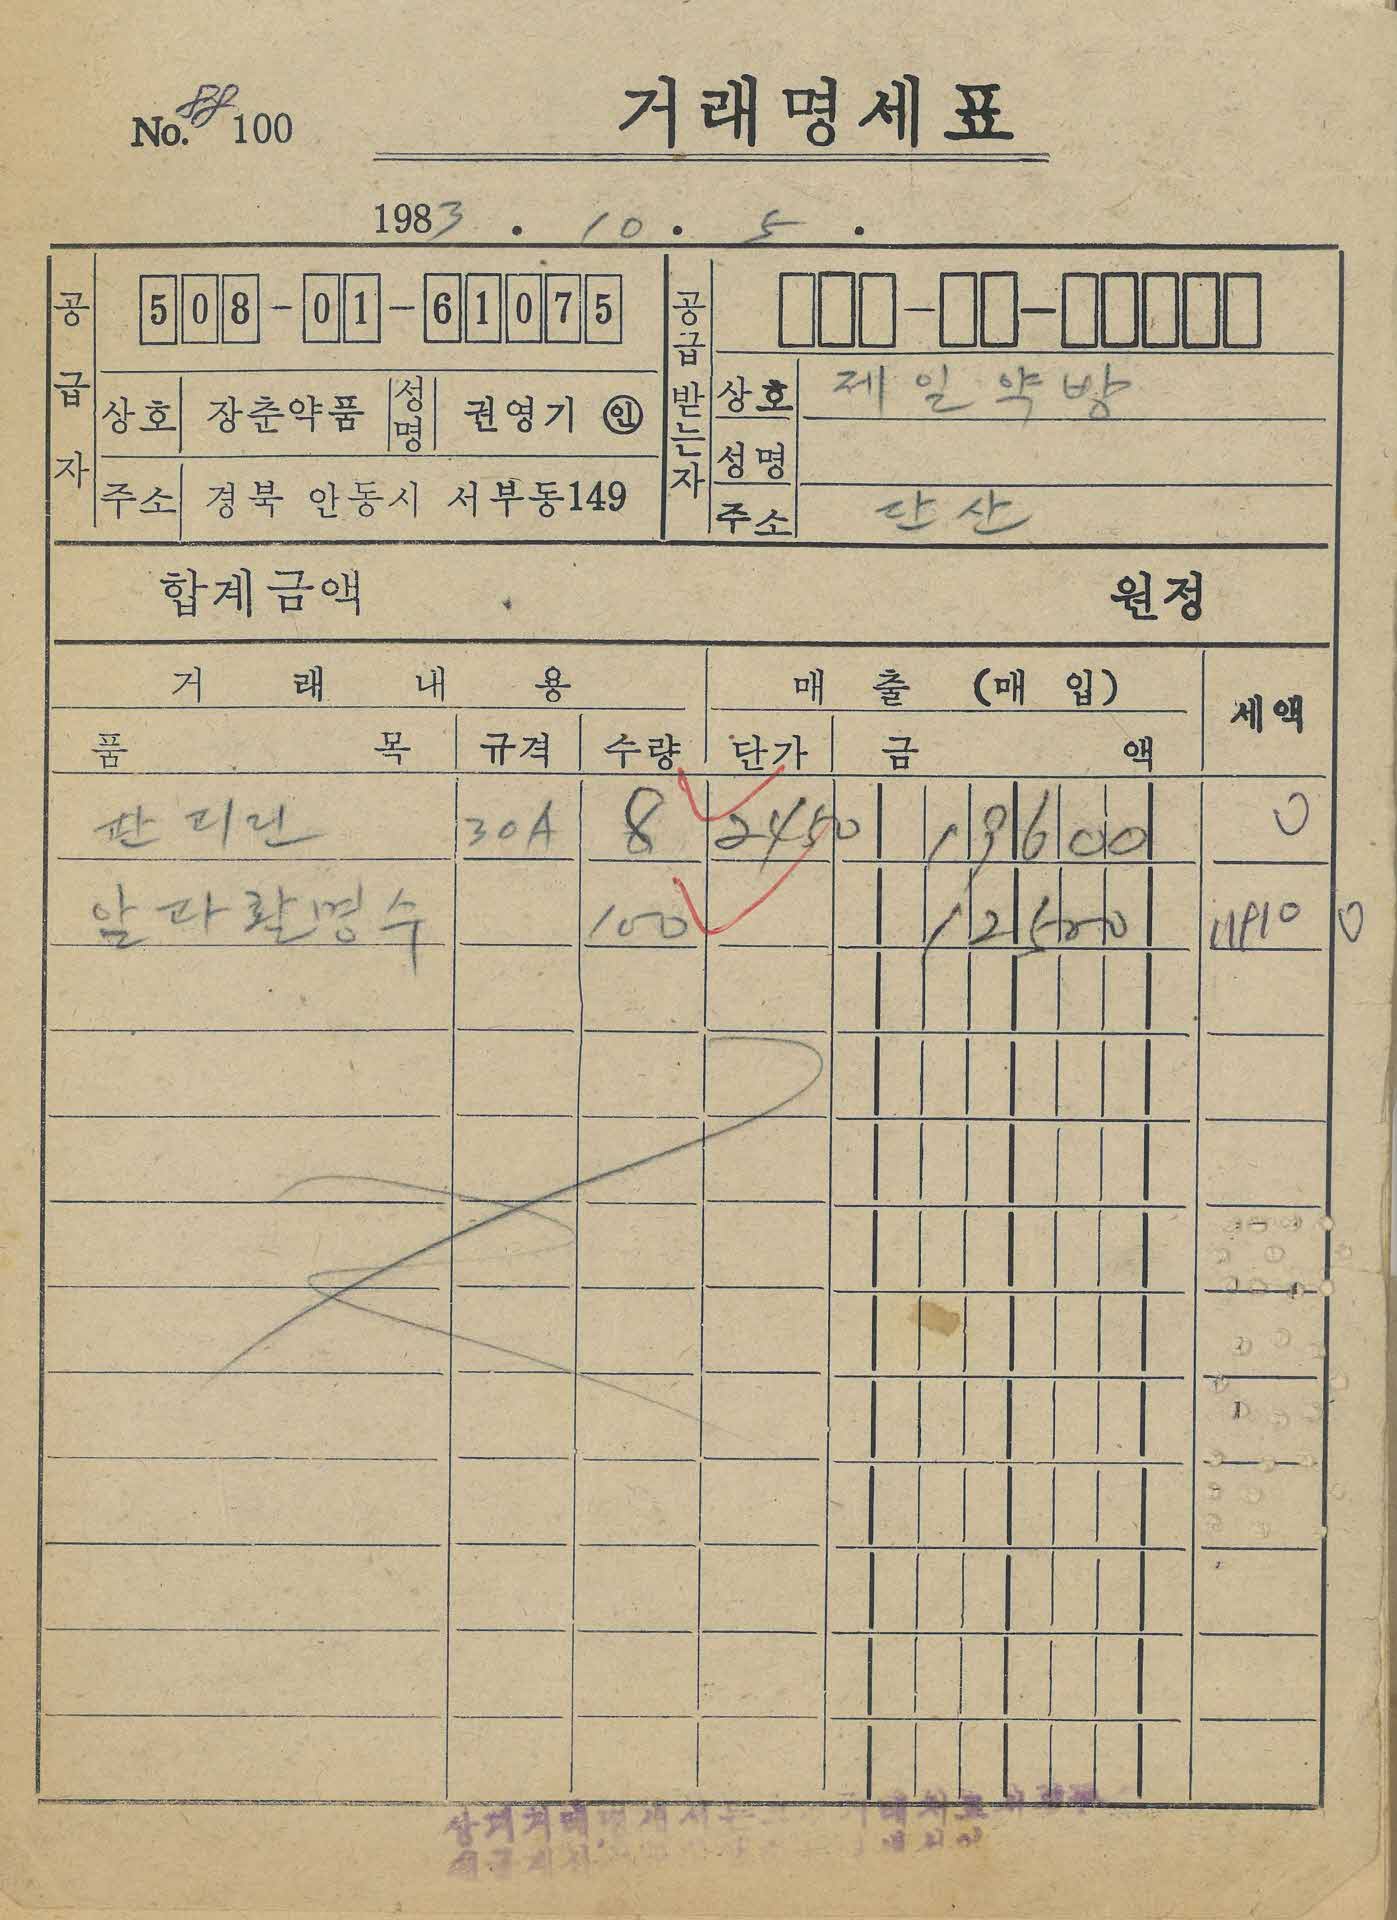 No. 100
거래명세표
1983 . 10 . 5 .
공급자
508-01-61075
상호 장춘약품 성명 권영기 ㊞
주소 경북 안동시 서부동149
공급받는자
상호 제일약방
성명
주소 단산
합계금액 원정
거래내용 매출(매입) 세액
품목 규격 수량 단가 금액
판피린 30A 8 2450 19600 0
알파활명수 100 12500